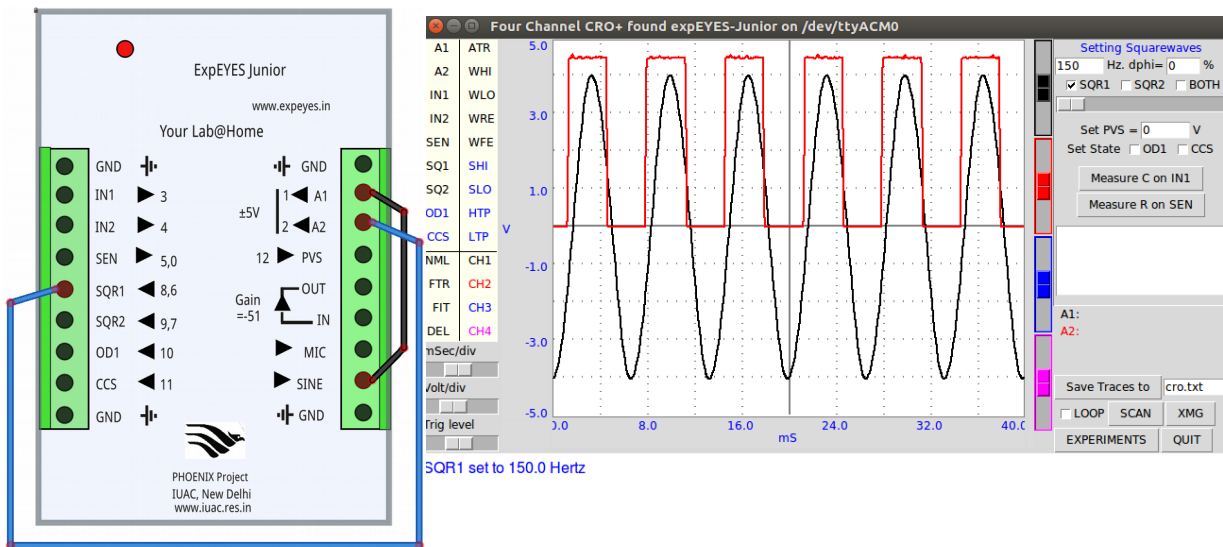 ExpEYES Junior
www.expeyes.in
Your Lab@Home
GND
IN1 3
IN2 4
SEN 5,0
SQR1 8,6
SQR2 9,7
OD1 10
CCS 11
GND
GND
±5V
1 A1
2 A2
12 PVS
Gain
=-51
OUT
IN
MIC
SINE
GND
PHOENIX Project
IUAC, New Delhi
www.iuac.res.in
Four Channel CRO+ found expEYES-Junior on /dev/ttyACM0
A1 ATR
A2 WHI
IN1 WLO
IN2 WRE
SEN WFE
SQ1 SHI
SQ2 SLO
OD1 HTP
CCS LTP
NML CH1
FTR CH2
FIT CH3
DEL CH4
mSec/div
Volt/div
Trig level
5.0
3.0
1.0
V
-1.0
-3.0
-5.0
0.0 8.0 16.0 24.0 32.0 40.0
mS
Setting Squarewaves
150 Hz. dphi= 0 %
SQR1 SQR2 BOTH
Set PVS = 0 V
Set State OD1 CCS
Measure C on IN1
Measure R on SEN
A1:
A2:
Save Traces to cro.txt
LOOP SCAN XMG
EXPERIMENTS QUIT
SQR1 set to 150.0 Hertz